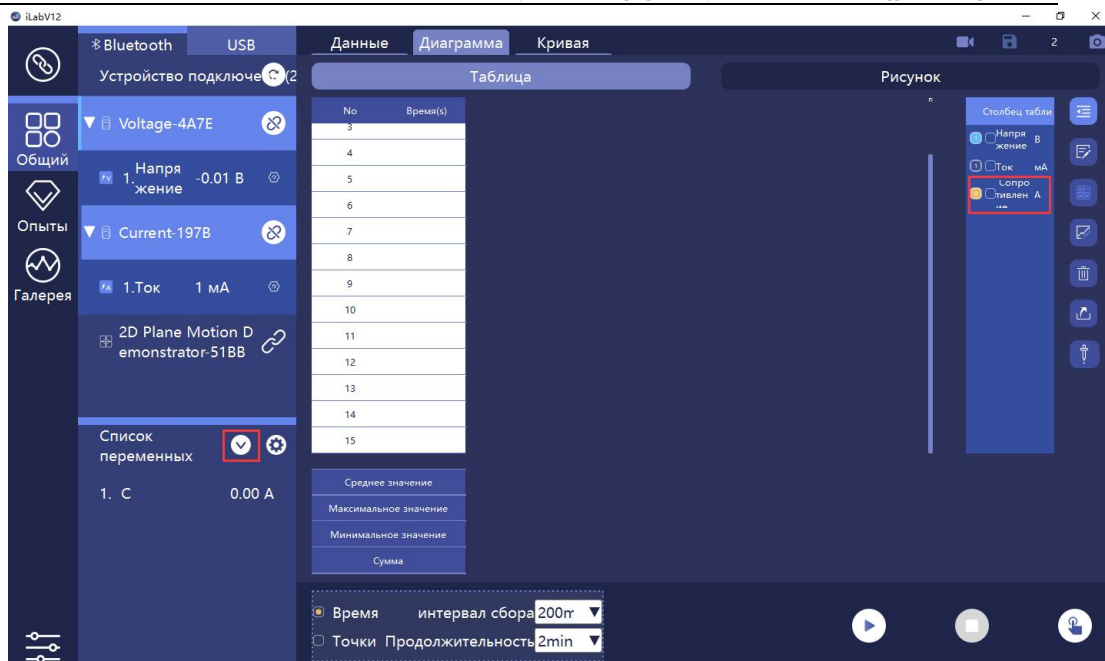 iLabV12
Bluetooth
USB
Данные
Диаграмма
Кривая
2
Устройство подключе
(2
Таблица
Рисунок
Общий
Опыты
Галерея
Voltage-4A7E
1.Напря
жение
-0.01 В
Current-197B
1.Ток
1 мА
2D Plane Motion D
emonstrator-51BB
Список
переменных
1. C
0.00 A
No
Время(s)
3
4
5
6
7
8
9
10
11
12
13
14
15
Среднее значение
Максимальное значение
Минимальное значение
Сумма
Столбец табли
Напря
жение
В
Ток
мА
Сопро
тивлен
А
Время
интервал сбора
200m
Точки
Продолжительность
2min